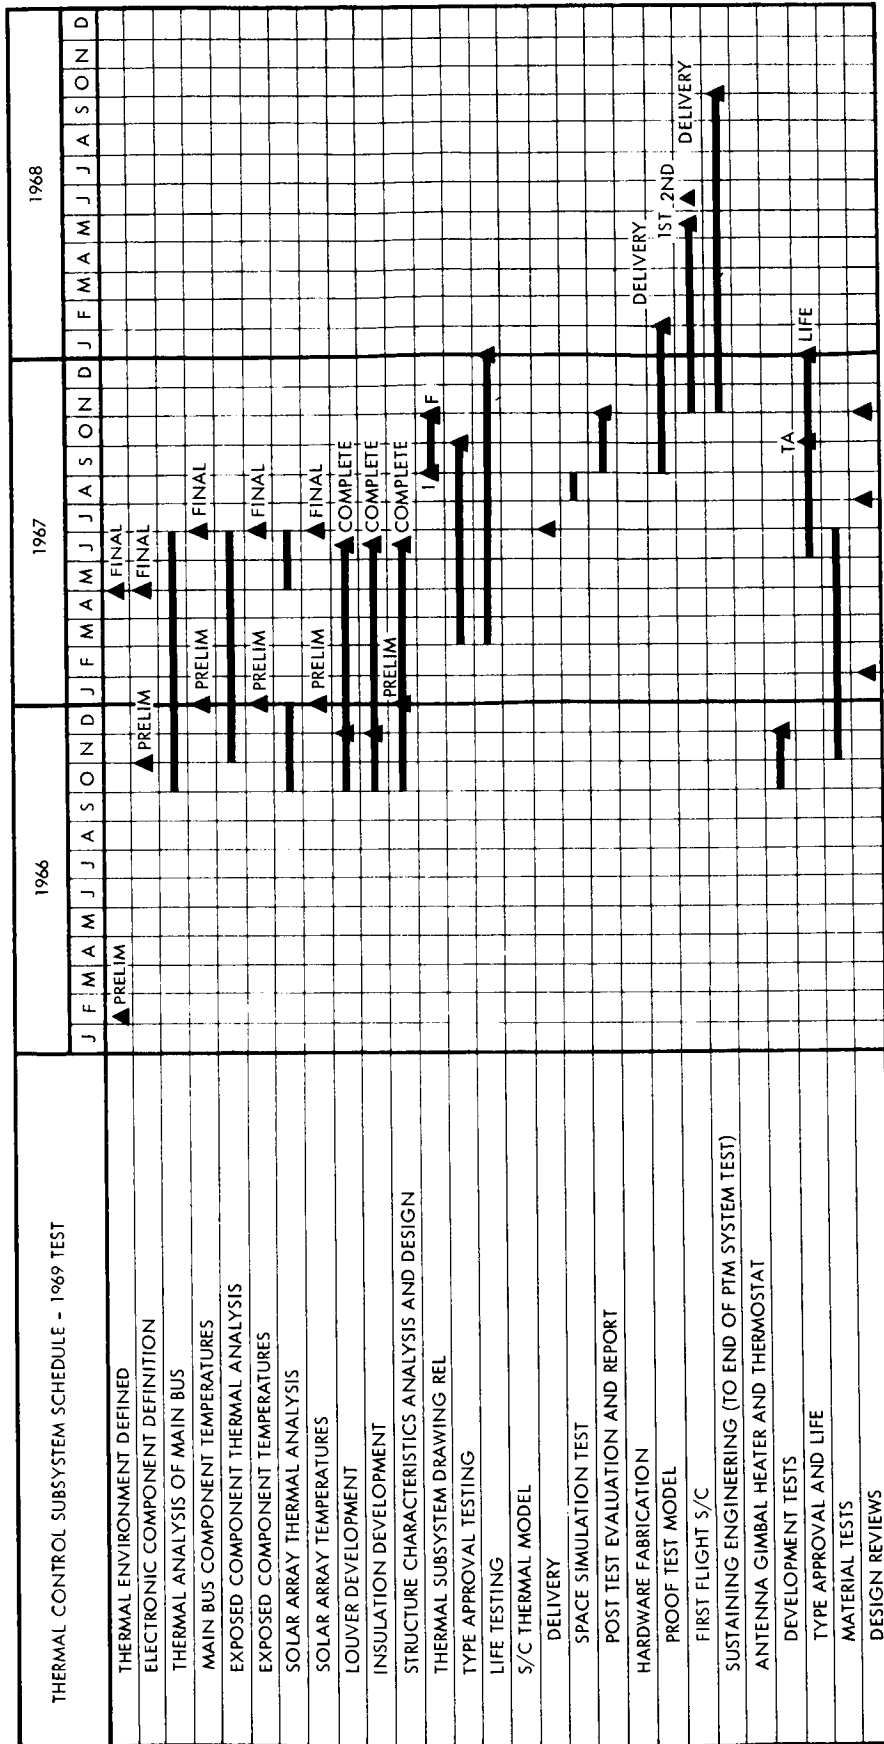 THERMAL CONTROL SUBSYSTEM SCHEDULE - 1969 TEST
1966 1967 1968
J F M A M J J A S O N D J F M A M J J A S O N D J F M A M J J A S O N D
THERMAL ENVIRONMENT DEFINED PRELIM FINAL
ELECTRONIC COMPONENT DEFINITION PRELIM FINAL
THERMAL ANALYSIS OF MAIN BUS
MAIN BUS COMPONENT TEMPERATURES PRELIM FINAL
EXPOSED COMPONENT THERMAL ANALYSIS
EXPOSED COMPONENT TEMPERATURES PRELIM FINAL
SOLAR ARRAY THERMAL ANALYSIS
SOLAR ARRAY TEMPERATURES PRELIM FINAL
LOUVER DEVELOPMENT COMPLETE
INSULATION DEVELOPMENT COMPLETE
STRUCTURE CHARACTERISTICS ANALYSIS AND DESIGN PRELIM COMPLETE
THERMAL SUBSYSTEM DRAWING REL I F
TYPE APPROVAL TESTING
LIFE TESTING
S/C THERMAL MODEL
DELIVERY
SPACE SIMULATION TEST
POST TEST EVALUATION AND REPORT
HARDWARE FABRICATION
PROOF TEST MODEL DELIVERY
FIRST FLIGHT S/C 1ST 2ND
SUSTAINING ENGINEERING (TO END OF PTM SYSTEM TEST) DELIVERY
ANTENNA GIMBAL HEATER AND THERMOSTAT
DEVELOPMENT TESTS
TYPE APPROVAL AND LIFE TA LIFE
MATERIAL TESTS
DESIGN REVIEWS